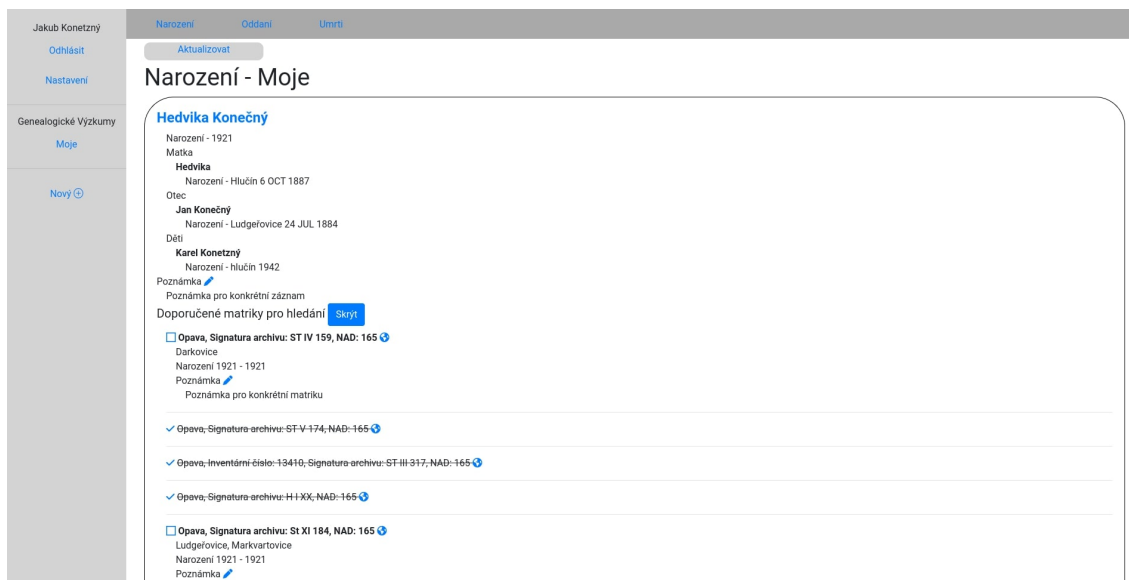 Jakub Konetzný
Odhlásit
Nastavení
Genealogické Výzkumy
Moje
Nový
Narození Oddaní Umrti
Aktualizovat
Narození - Moje
Hedvika Konečný
Narození - 1921
Matka
Hedvika
Narození - Hlučín 6 OCT 1887
Otec
Jan Konečný
Narození - Ludgeřovice 24 JUL 1884
Děti
Karel Konetzný
Narození - hlučín 1942
Poznámka
Poznámka pro konkrétní záznam
Doporučené matriky pro hledání Skrýt
Opava, Signatura archivu: ST IV 159, NAD: 165
Darkovice
Narození 1921 - 1921
Poznámka
Poznámka pro konkrétní matriku
Opava, Signatura archivu: ST V 174, NAD: 165
Opava, Inventární číslo: 13410, Signatura archivu: ST III 317, NAD: 165
Opava, Signatura archivu: H I XX, NAD: 165
Opava, Signatura archivu: St XI 184, NAD: 165
Ludgeřovice, Markvartovice
Narození 1921 - 1921
Poznámka